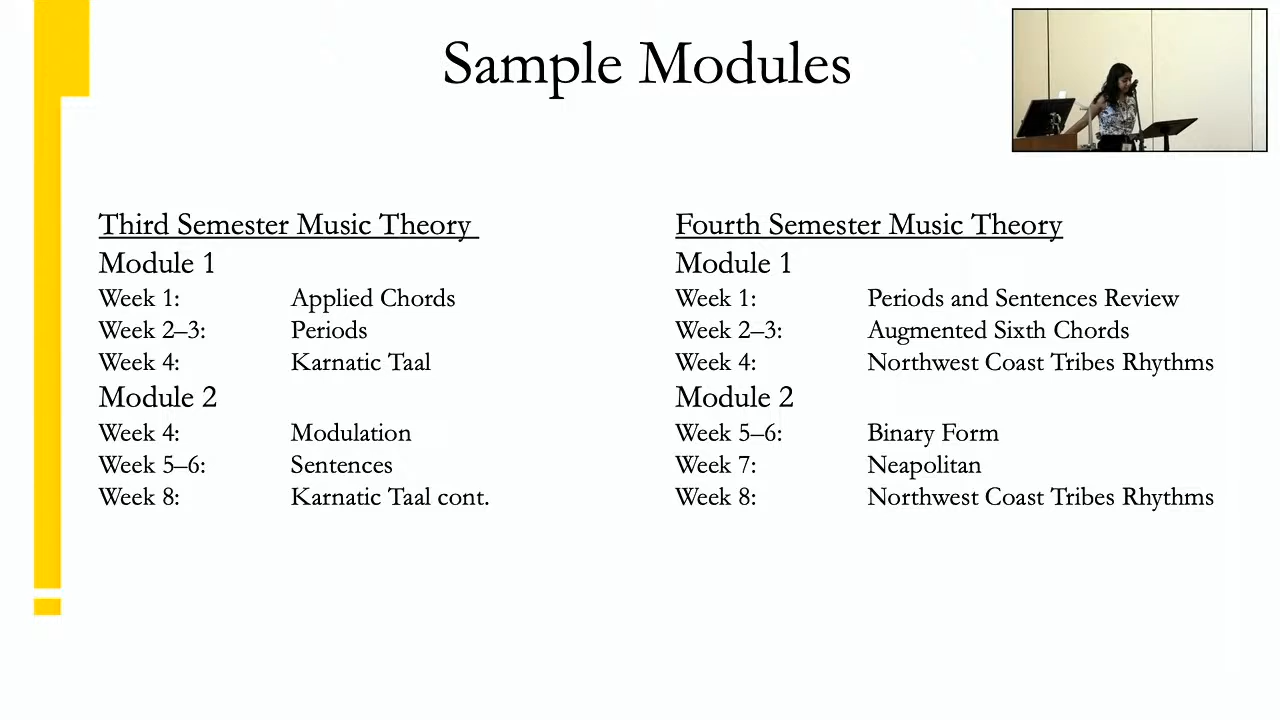 Sample Modules
Third Semester Music Theory
Module 1
Week 1: Applied Chords
Week 2–3: Periods
Week 4: Karnatic Taal
Module 2
Week 4: Modulation
Week 5–6: Sentences
Week 8: Karnatic Taal cont.
Fourth Semester Music Theory
Module 1
Week 1: Periods and Sentences Review
Week 2–3: Augmented Sixth Chords
Week 4: Northwest Coast Tribes Rhythms
Module 2
Week 5–6: Binary Form
Week 7: Neapolitan
Week 8: Northwest Coast Tribes Rhythms